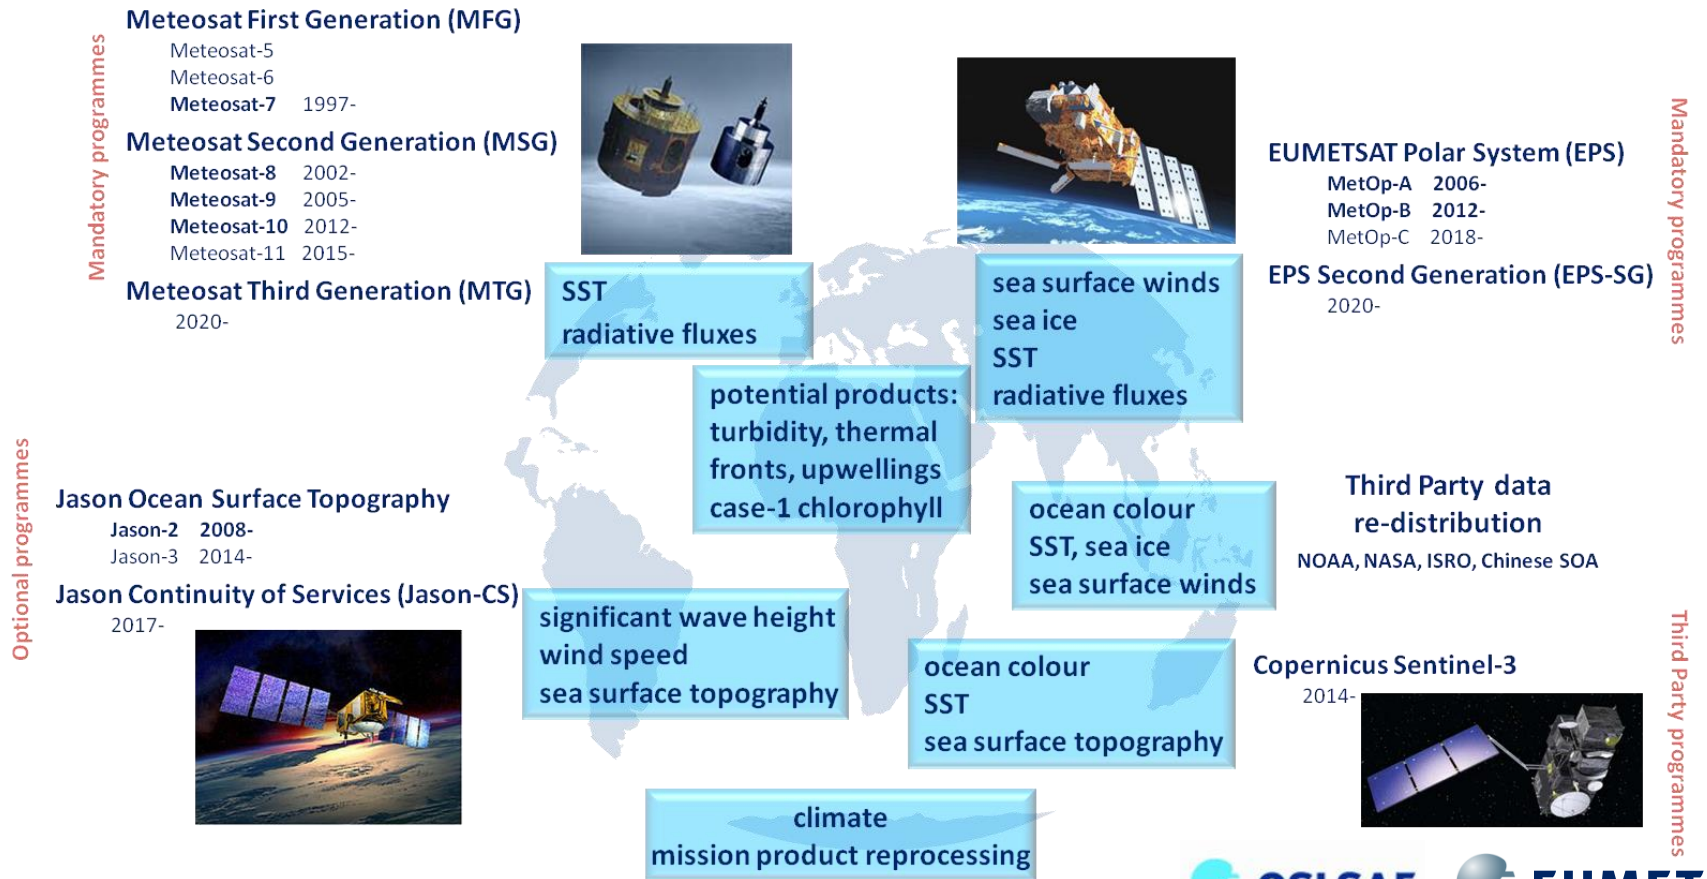 Meteosat First Generation (MFG)
Meteosat-5
Meteosat-6
Meteosat-7 1997-
Meteosat Second Generation (MSG)
Meteosat-8 2002-
Meteosat-9 2005-
Meteosat-10 2012-
Meteosat-11 2015-
Meteosat Third Generation (MTG)
2020-
Mandatory programmes
SST
radiative fluxes
EUMETSAT Polar System (EPS)
MetOp-A 2006-
MetOp-B 2012-
MetOp-C 2018-
EPS Second Generation (EPS-SG)
2020-
Mandatory programmes
sea surface winds
sea ice
SST
radiative fluxes
potential products:
turbidity, thermal
fronts, upwellings
case-1 chlorophyll
Optional programmes
Jason Ocean Surface Topography
Jason-2 2008-
Jason-3 2014-
Jason Continuity of Services (Jason-CS)
2017-
significant wave height
wind speed
sea surface topography
ocean colour
SST, sea ice
sea surface winds
Third Party data
re-distribution
NOAA, NASA, ISRO, Chinese SOA
ocean colour
SST
sea surface topography
Copernicus Sentinel-3
2014-
Third Party programmes
climate
mission product reprocessing